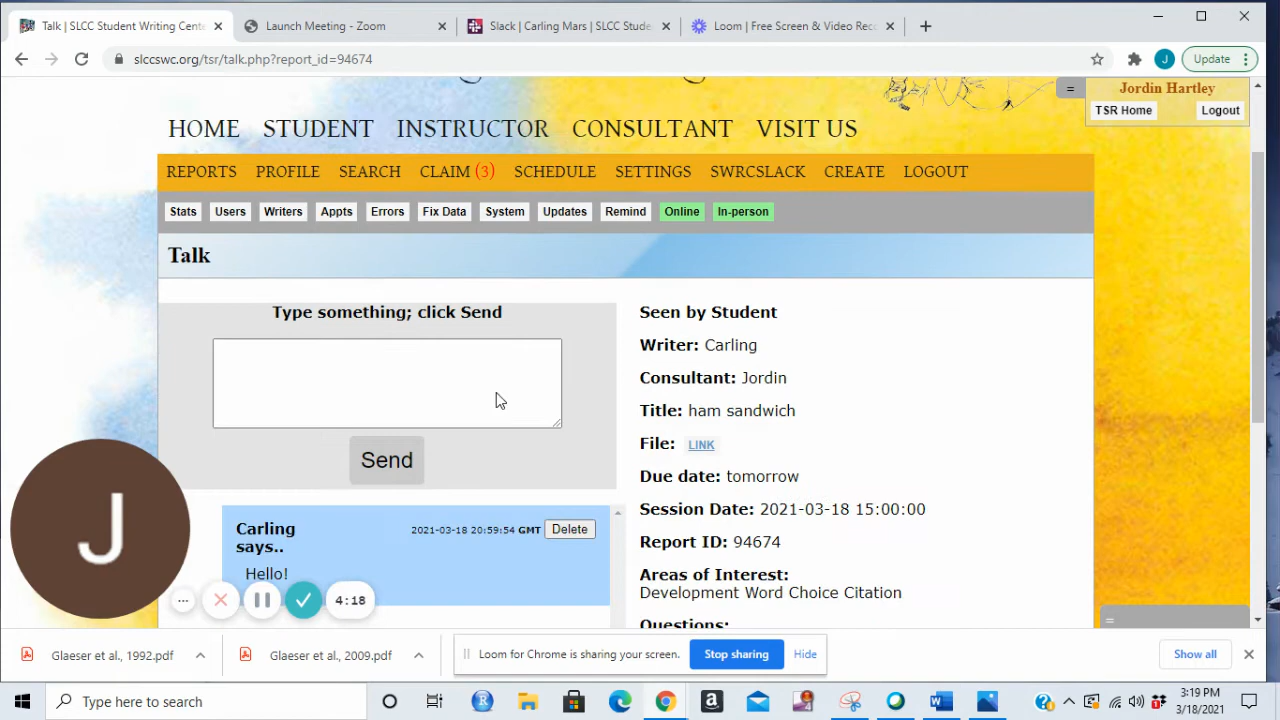 Talk | SLCC Student Writing Cente
Launch Meeting - Zoom
Slack | Carling Mars | SLCC Stude
Loom | Free Screen & Video Reco
slccswc.org/tsr/talk.php?report_id=94674
J
Update
=
Jordin Hartley
TSR Home
Logout
HOME STUDENT INSTRUCTOR CONSULTANT VISIT US
REPORTS PROFILE SEARCH CLAIM (3) SCHEDULE SETTINGS SWRCSLACK CREATE LOGOUT
Stats Users Writers Appts Errors Fix Data System Updates Remind Online In-person
Talk
Type something; click Send
Send
Carling says..
2021-03-18 20:59:54 GMT
Delete
Hello!
Seen by Student
Writer: Carling
Consultant: Jordin
Title: ham sandwich
File: LINK
Due date: tomorrow
Session Date: 2021-03-18 15:00:00
Report ID: 94674
Areas of Interest:
Development Word Choice Citation
Questions:
=
J
4:18
Glaeser et al., 1992.pdf
Glaeser et al., 2009.pdf
Loom for Chrome is sharing your screen.
Stop sharing
Hide
Show all
Type here to search
3:19 PM
3/18/2021